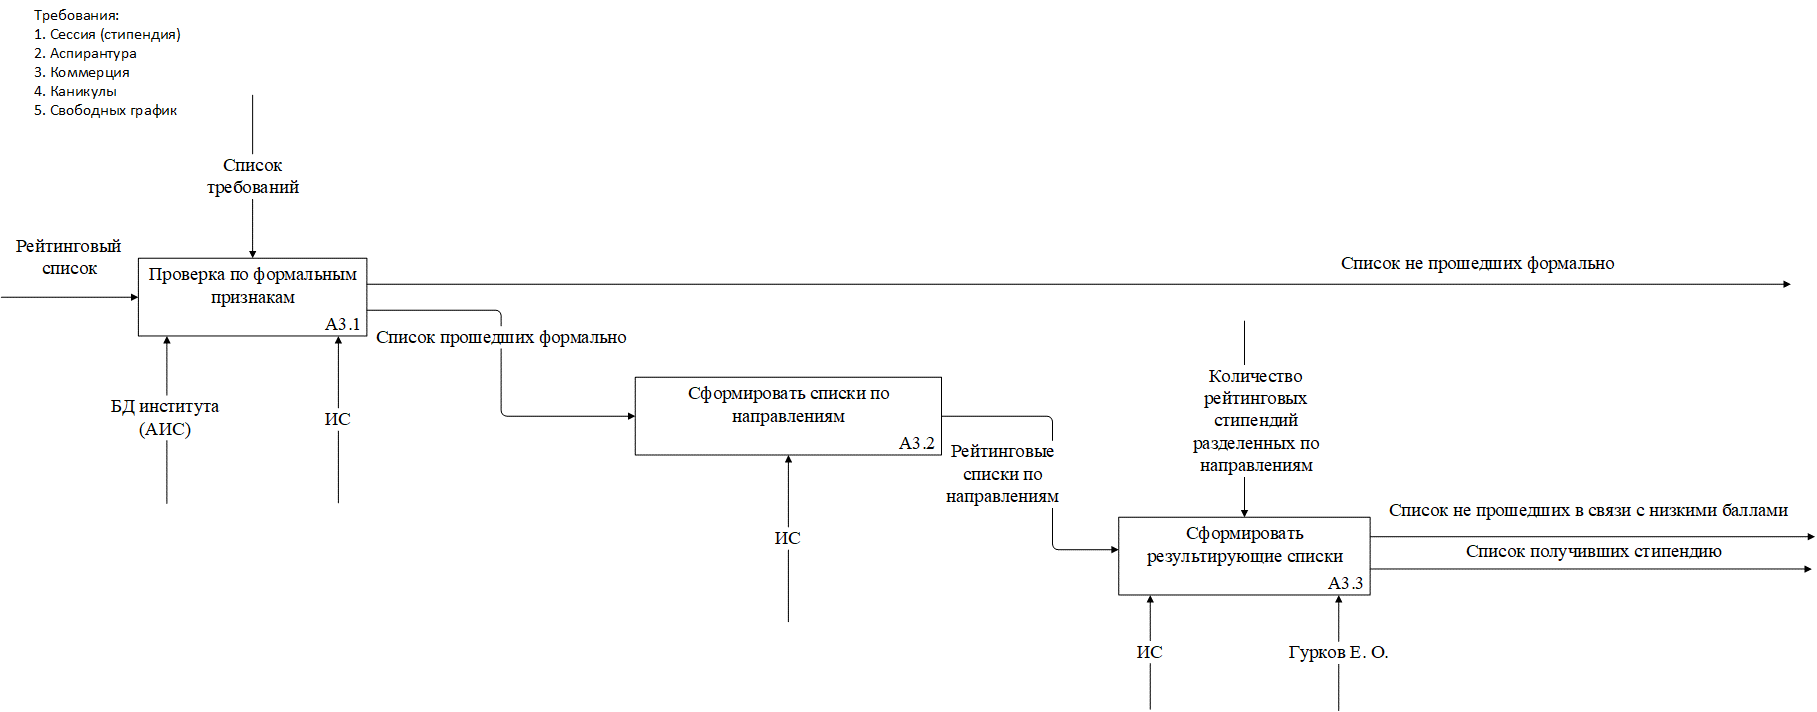 Требования:
1. Сессия (стипендия)
2. Аспирантура
3. Коммерция
4. Каникулы
5. Свободных график
Список
требований
Рейтинговый
список
Проверка по формальным
признакам
А3.1
Список не прошедших формально
Список прошедших формально
БД института
(АИС)
ИС
Сформировать списки по
направлениям
А3.2
ИС
Рейтинговые
списки по
направлениям
Количество
рейтинговых
стипендий
разделенных по
направлениям
Сформировать
результирующие списки
А3.3
Список не прошедших в связи с низкими баллами
Список получивших стипендию
ИС
Гурков Е. О.